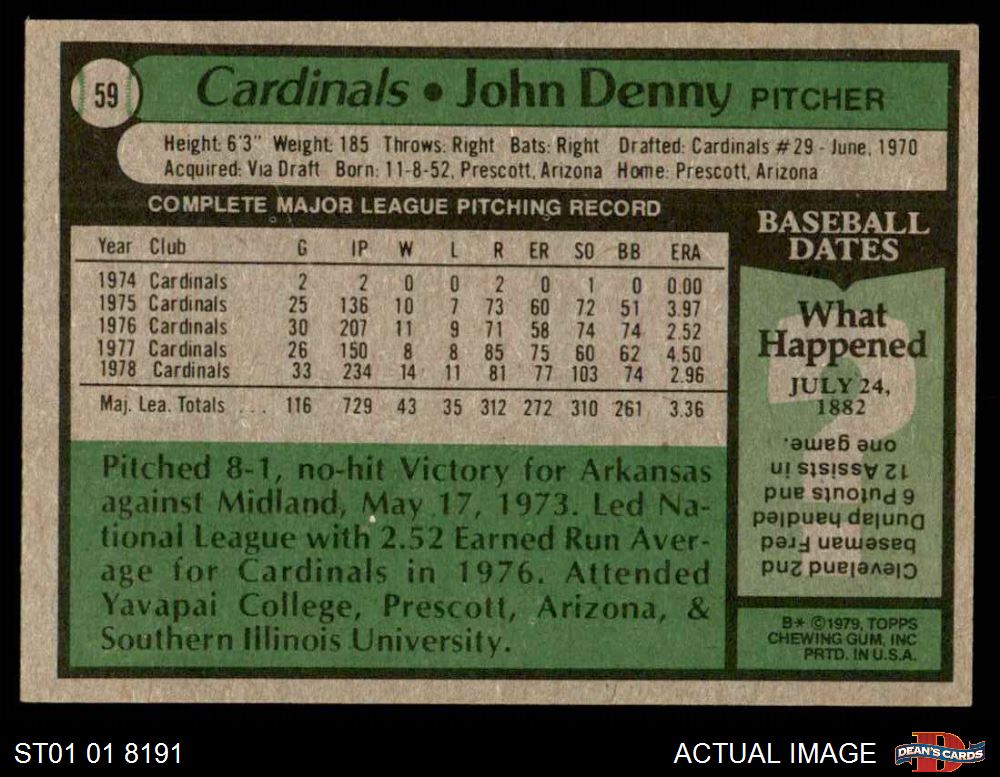 59
Cardinals • John Denny PITCHER
Height: 6'3" Weight: 185 Throws: Right Bats: Right Drafted: Cardinals #29 - June, 1970
Acquired: Via Draft Born: 11-8-52, Prescott, Arizona Home: Prescott, Arizona
COMPLETE MAJOR LEAGUE PITCHING RECORD
Year Club G IP W L R ER SO BB ERA
1974 Cardinals 2 2 0 0 2 0 1 0 0.00
1975 Cardinals 25 136 10 7 73 60 72 51 3.97
1976 Cardinals 30 207 11 9 71 58 74 74 2.52
1977 Cardinals 26 150 8 8 85 75 60 62 4.50
1978 Cardinals 33 234 14 11 81 77 103 74 2.96
Maj. Lea. Totals ... 116 729 43 35 312 272 310 261 3.36
Pitched 8-1, no-hit Victory for Arkansas
against Midland, May 17, 1973. Led Na-
tional League with 2.52 Earned Run Aver-
age for Cardinals in 1976. Attended
Yavapai College, Prescott, Arizona, &
Southern Illinois University.
BASEBALL
DATES
What
Happened
JULY 24,
1882
?
Cleveland 2nd
baseman Fred
Dunlap handled
6 Putouts and
12 Assists in
one game.
B* ©1979, TOPPS
CHEWING GUM, INC
PRTD. IN U.S.A.
ST01 01 8191
ACTUAL IMAGE
D
DEAN'S CARDS